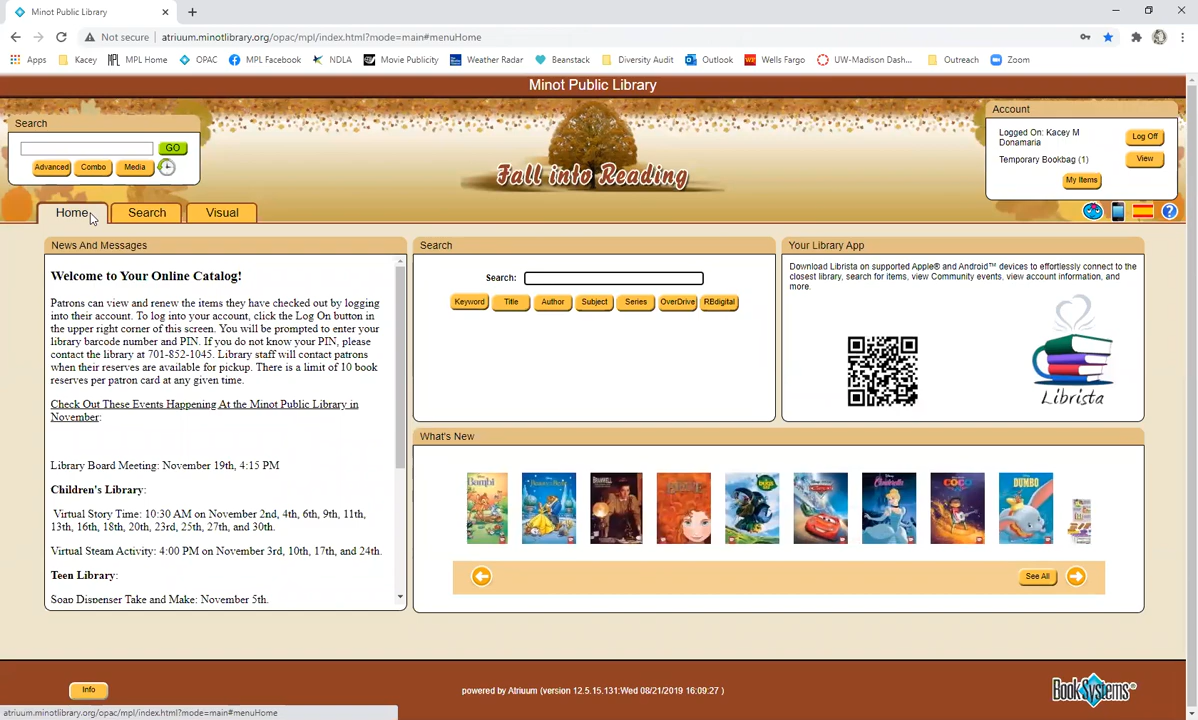 Minot Public Library
Not secure
atriuum.minotlibrary.org/opac/mpl/index.html?mode=main#menuHome
Apps
Kacey
MPL Home
OPAC
MPL Facebook
NDLA
Movie Publicity
Weather Radar
Beanstack
Diversity Audit
Outlook
Wells Fargo
UW-Madison Dash...
Outreach
Zoom
Minot Public Library
Search
GO
Advanced
Combo
Media
Fall into Reading
Account
Logged On: Kacey M
Donamaria
Log Off
Temporary Bookbag (1)
View
My Items
Home
Search
Visual
News And Messages
Welcome to Your Online Catalog!
Patrons can view and renew the items they have checked out by logging
into their account. To log into your account, click the Log On button in
the upper right corner of this screen. You will be prompted to enter your
library barcode number and PIN. If you do not know your PIN, please
contact the library at 701-852-1045. Library staff will contact patrons
when their reserves are available for pickup. There is a limit of 10 book
reserves per patron card at any given time.
Check Out These Events Happening At the Minot Public Library in
November:
Library Board Meeting: November 19th, 4:15 PM
Children's Library:
Virtual Story Time: 10:30 AM on November 2nd, 4th, 6th, 9th, 11th,
13th, 16th, 18th, 20th, 23rd, 25th, 27th, and 30th.
Virtual Steam Activity: 4:00 PM on November 3rd, 10th, 17th, and 24th.
Teen Library:
Soap Dispenser Take and Make: November 5th.
Search
Search:
Keyword
Title
Author
Subject
Series
OverDrive
RBdigital
Your Library App
Download Librista on supported Apple® and Android™ devices to effortlessly connect to the
closest library, search for items, view Community events, view account information, and
more.
Librista
What's New
Bambi
Cinderella
COCO
DUMBO
See All
Info
powered by Atriuum (version 12.5.15.131:Wed 08/21/2019 16:09:27 )
BookSystems®
atriuum.minotlibrary.org/opac/mpl/index.html?mode=main#menuHome